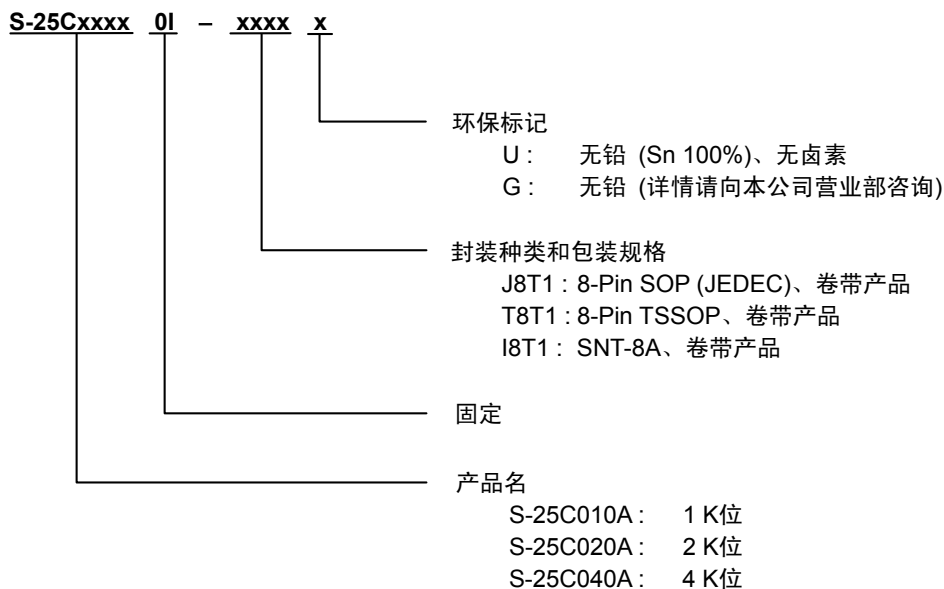 S-25Cxxxx 0I – xxxx x
环保标记
U : 无铅 (Sn 100%)、无卤素
G : 无铅 (详情请向本公司营业部咨询)
封装种类和包装规格
J8T1 : 8-Pin SOP (JEDEC)、卷带产品
T8T1 : 8-Pin TSSOP、卷带产品
I8T1 : SNT-8A、卷带产品
固定
产品名
S-25C010A : 1 K位
S-25C020A : 2 K位
S-25C040A : 4 K位